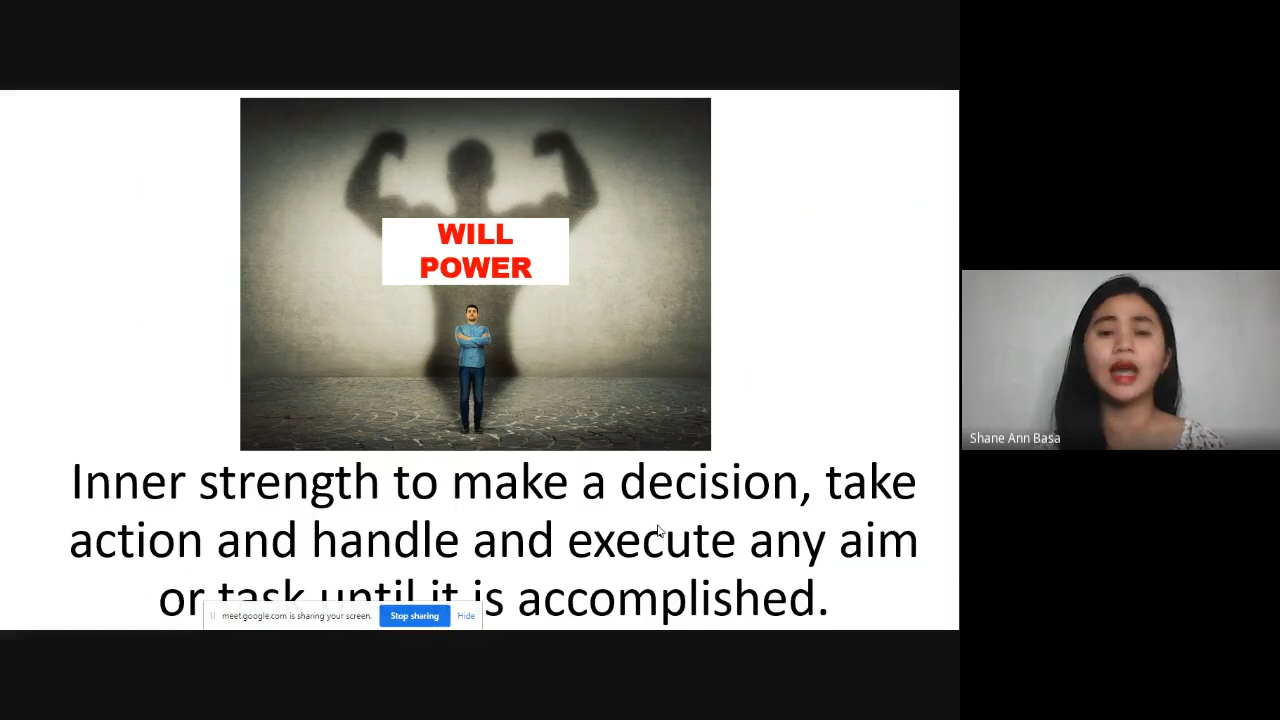 WILL
POWER
Inner strength to make a decision, take
action and handle and execute any aim
or task until it is accomplished.
meet.google.com is sharing your screen.
Stop sharing
Hide
Shane Ann Basa